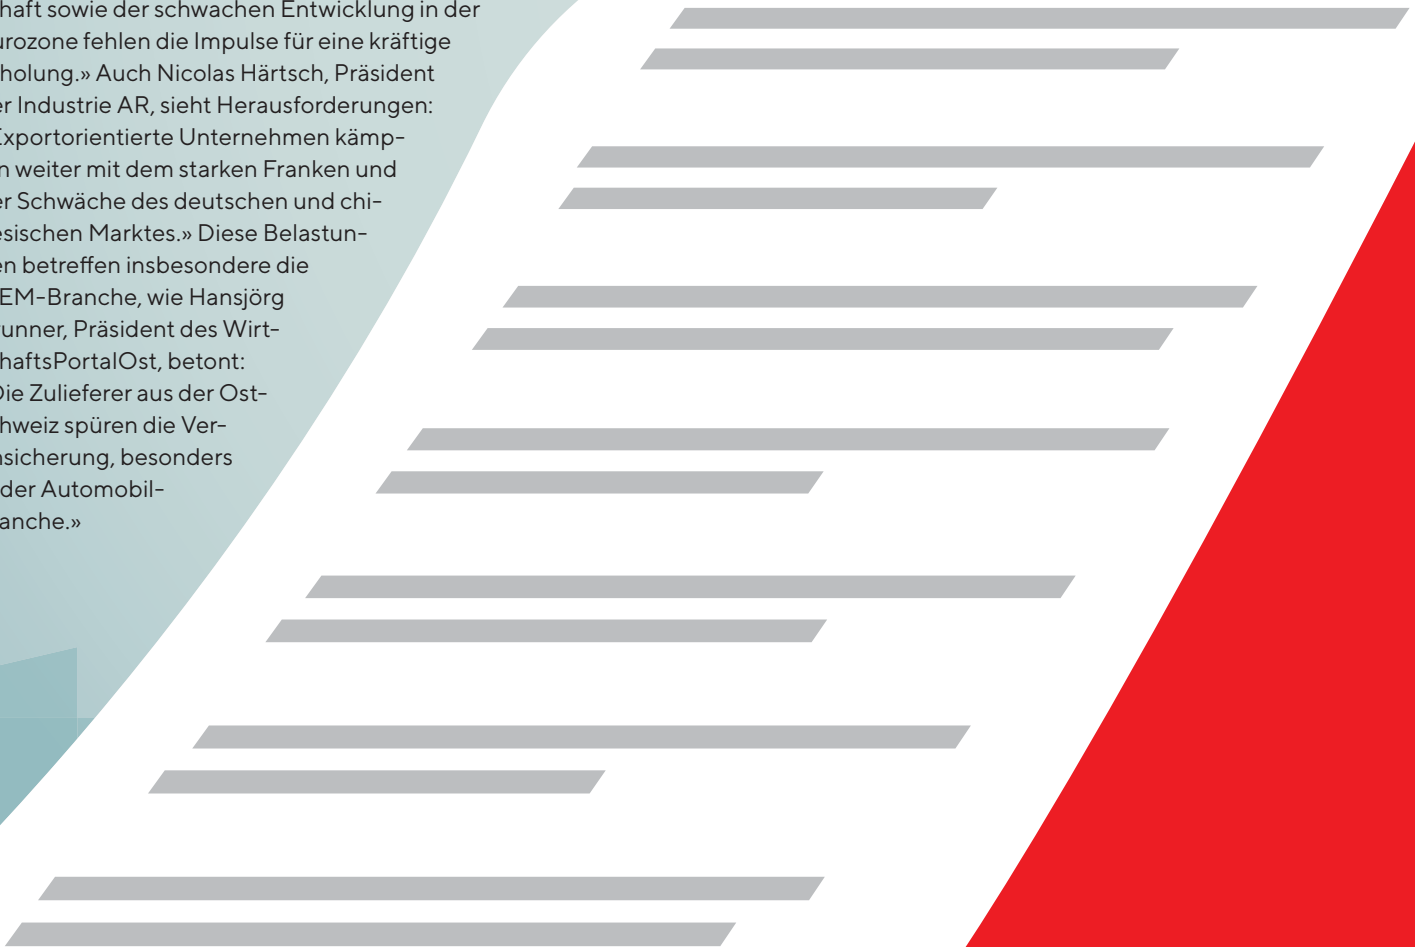 haft sowie der schwachen Entwicklung in der
urozone fehlen die Impulse für eine kräftige
holung.» Auch Nicolas Härtsch, Präsident
er Industrie AR, sieht Herausforderungen:
Exportorientierte Unternehmen kämp-
n weiter mit dem starken Franken und
er Schwäche des deutschen und chi-
esischen Marktes.» Diese Belastun-
en betreffen insbesondere die
EM-Branche, wie Hansjörg
runner, Präsident des Wirt-
haftsPortalOst, betont:
Die Zulieferer aus der Ost-
hweiz spüren die Ver-
nsicherung, besonders
der Automobil-
anche.»